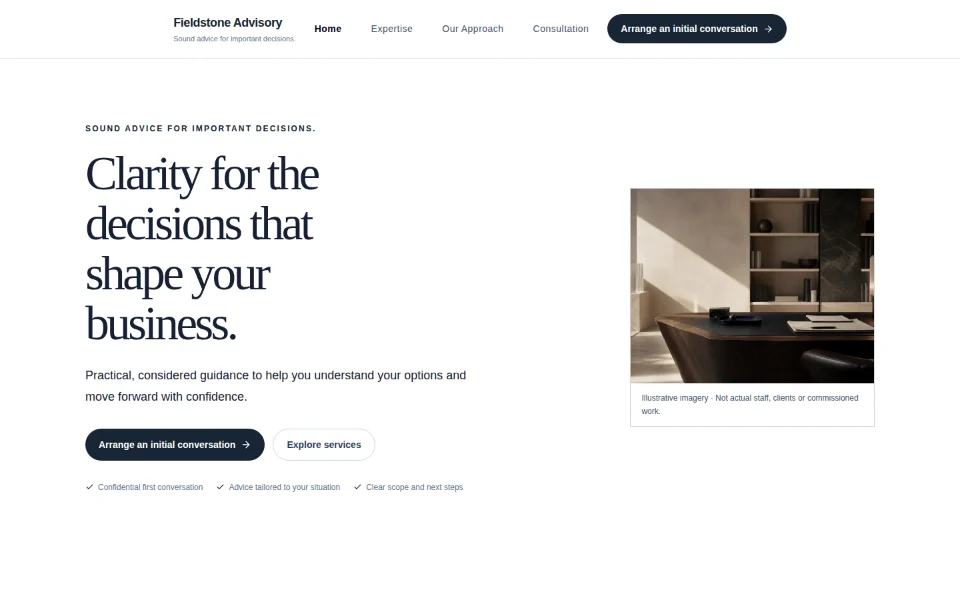 Fieldstone Advisory
Sound advice for important decisions.
Home
Expertise
Our Approach
Consultation
Arrange an initial conversation →
SOUND ADVICE FOR IMPORTANT DECISIONS.
Clarity for the
decisions that
shape your
business.
Practical, considered guidance to help you understand your options and
move forward with confidence.
Arrange an initial conversation →
Explore services
✓ Confidential first conversation
✓ Advice tailored to your situation
✓ Clear scope and next steps
Illustrative imagery · Not actual staff, clients or commissioned
work.